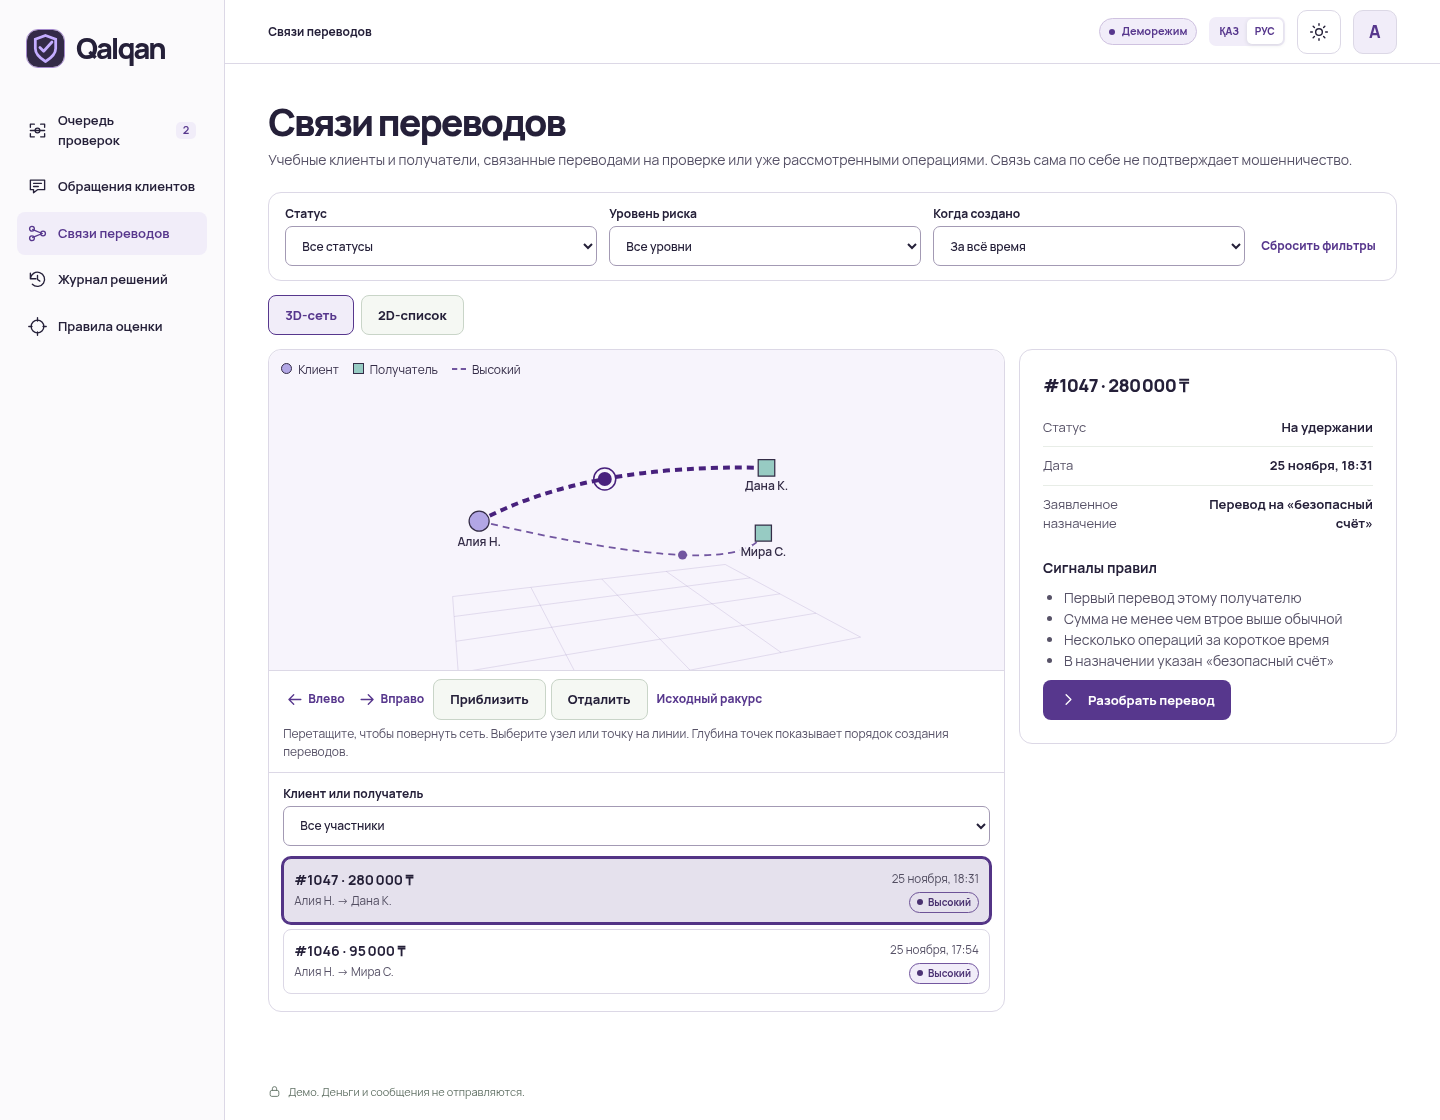 Qalqan
Очередь
проверок
2
Обращения клиентов
Связи переводов
Журнал решений
Правила оценки
Связи переводов
Деморежим
ҚАЗ
РУС
А
Связи переводов
Учебные клиенты и получатели, связанные переводами на проверке или уже рассмотренными операциями. Связь сама по себе не подтверждает мошенничество.
Статус
Уровень риска
Когда создано
Все статусы
Все уровни
За всё время
Сбросить фильтры
3D-сеть
2D-список
Клиент
Получатель
Высокий
Дана К.
Алия Н.
Мира С.
← Влево
→ Вправо
Приблизить
Отдалить
Исходный ракурс
Перетащите, чтобы повернуть сеть. Выберите узел или точку на линии. Глубина точек показывает порядок создания
переводов.
Клиент или получатель
Все участники
#1047 · 280 000 ₸
25 ноября, 18:31
Алия Н. → Дана К.
Высокий
#1046 · 95 000 ₸
25 ноября, 17:54
Алия Н. → Мира С.
Высокий
#1047 · 280 000 ₸
Статус
На удержании
Дата
25 ноября, 18:31
Заявленное
назначение
Перевод на «безопасный
счёт»
Сигналы правил
Первый перевод этому получателю
Сумма не менее чем втрое выше обычной
Несколько операций за короткое время
В назначении указан «безопасный счёт»
Разобрать перевод
Демо. Деньги и сообщения не отправляются.